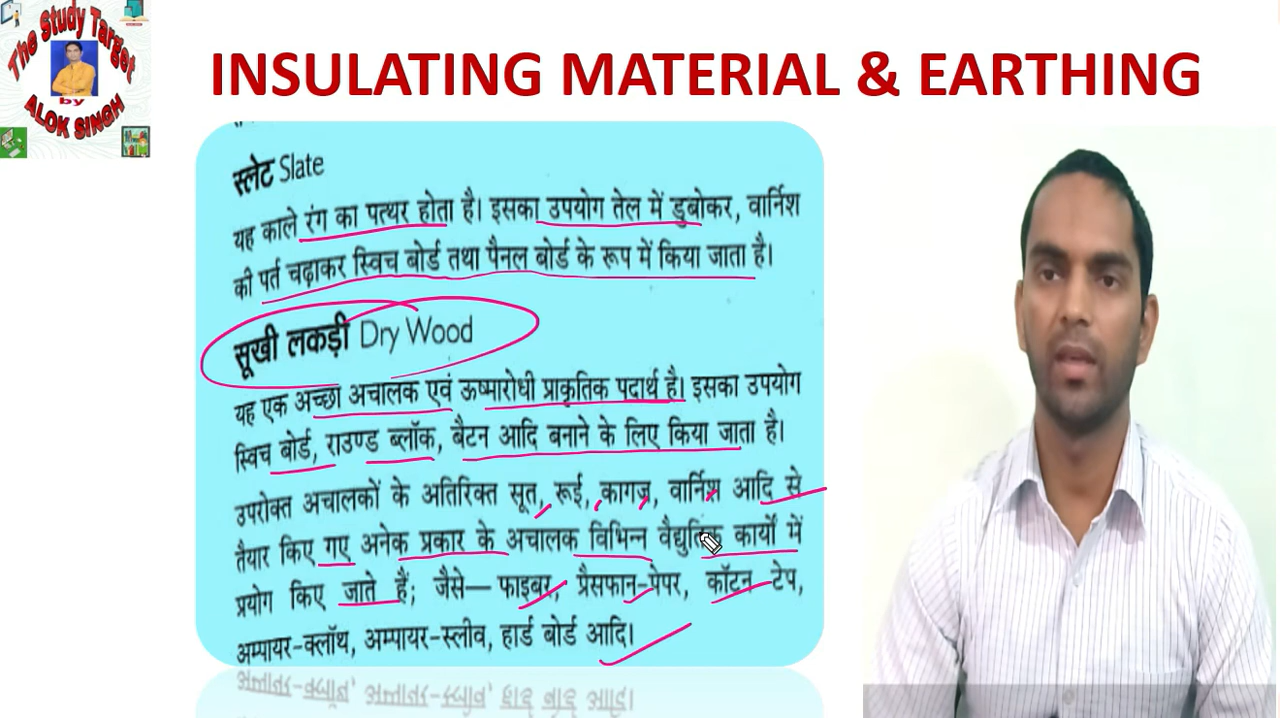 The Study Target
by
ALOK SINGH
INSULATING MATERIAL & EARTHING
स्लेट Slate
यह काले रंग का पत्थर होता है। इसका उपयोग तेल में डुबोकर, वार्निश
की पर्त चढ़ाकर स्विच बोर्ड तथा पैनल बोर्ड के रूप में किया जाता है।
सूखी लकड़ी Dry Wood
यह एक अच्छा अचालक एवं ऊष्मारोधी प्राकृतिक पदार्थ है। इसका उपयोग
स्विच बोर्ड, राउण्ड ब्लॉक, बैटन आदि बनाने के लिए किया जाता है।
उपरोक्त अचालकों के अतिरिक्त सूत, रूई, कागज, वार्निश आदि से
तैयार किए गए अनेक प्रकार के अचालक विभिन्न वैद्युतिक कार्यों में
प्रयोग किए जाते हैं; जैसे— फाइबर, प्रैसफान-पेपर, कॉटन टेप,
अम्पायर-क्लॉथ, अम्पायर-स्लीव, हार्ड बोर्ड आदि।